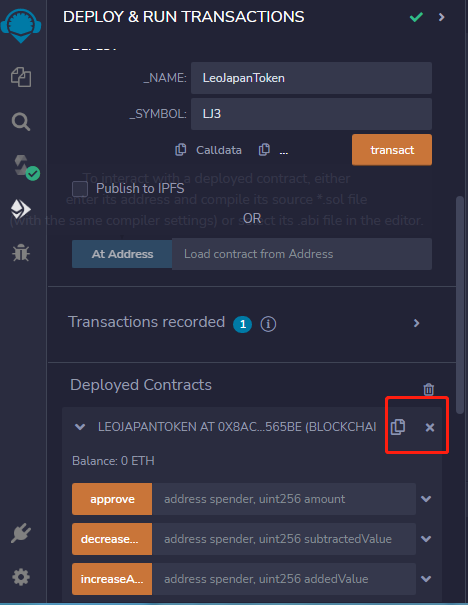 DEPLOY & RUN TRANSACTIONS
_NAME: LeoJapanToken
_SYMBOL: LJ3
Calldata ... transact
To interact with a deployed contract, either
Publish to IPFS
enter its address and compile its source *.sol file
OR
(with the same compiler settings) or select its .abi file in the editor.
At Address Load contract from Address
Transactions recorded 1 i
Deployed Contracts
LEOJAPANTOKEN AT 0X8AC...565BE (BLOCKCHAI
Balance: 0 ETH
approve address spender, uint256 amount
decrease... address spender, uint256 subtractedValue
increaseA... address spender, uint256 addedValue